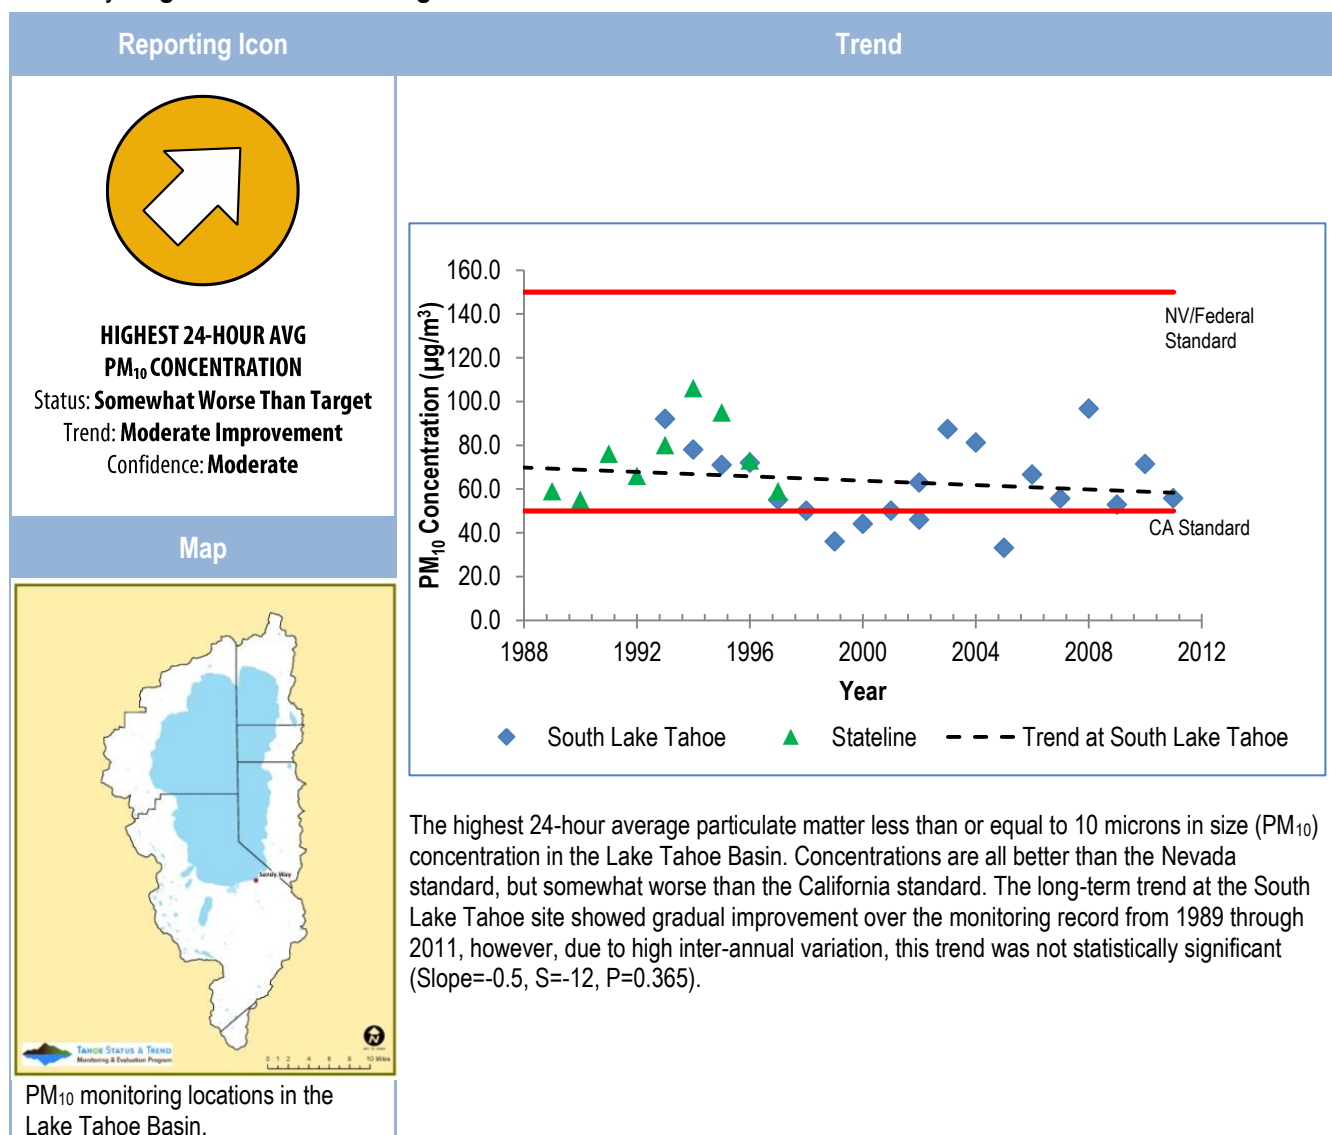 Reporting Icon
Trend
HIGHEST 24-HOUR AVG
PM₁₀ CONCENTRATION
Status: Somewhat Worse Than Target
Trend: Moderate Improvement
Confidence: Moderate
Map
Sandy Way
TAHOE STATUS & TREND
Monitoring & Evaluation Program
0 1 2 4 6 8 10 Miles
PM₁₀ monitoring locations in the
Lake Tahoe Basin.
PM₁₀ Concentration (µg/m³)
160.0
140.0
120.0
100.0
80.0
60.0
40.0
20.0
0.0
NV/Federal
Standard
CA Standard
1988 1992 1996 2000 2004 2008 2012
Year
South Lake Tahoe Stateline Trend at South Lake Tahoe
The highest 24-hour average particulate matter less than or equal to 10 microns in size (PM₁₀)
concentration in the Lake Tahoe Basin. Concentrations are all better than the Nevada
standard, but somewhat worse than the California standard. The long-term trend at the South
Lake Tahoe site showed gradual improvement over the monitoring record from 1989 through
2011, however, due to high inter-annual variation, this trend was not statistically significant
(Slope=-0.5, S=-12, P=0.365).